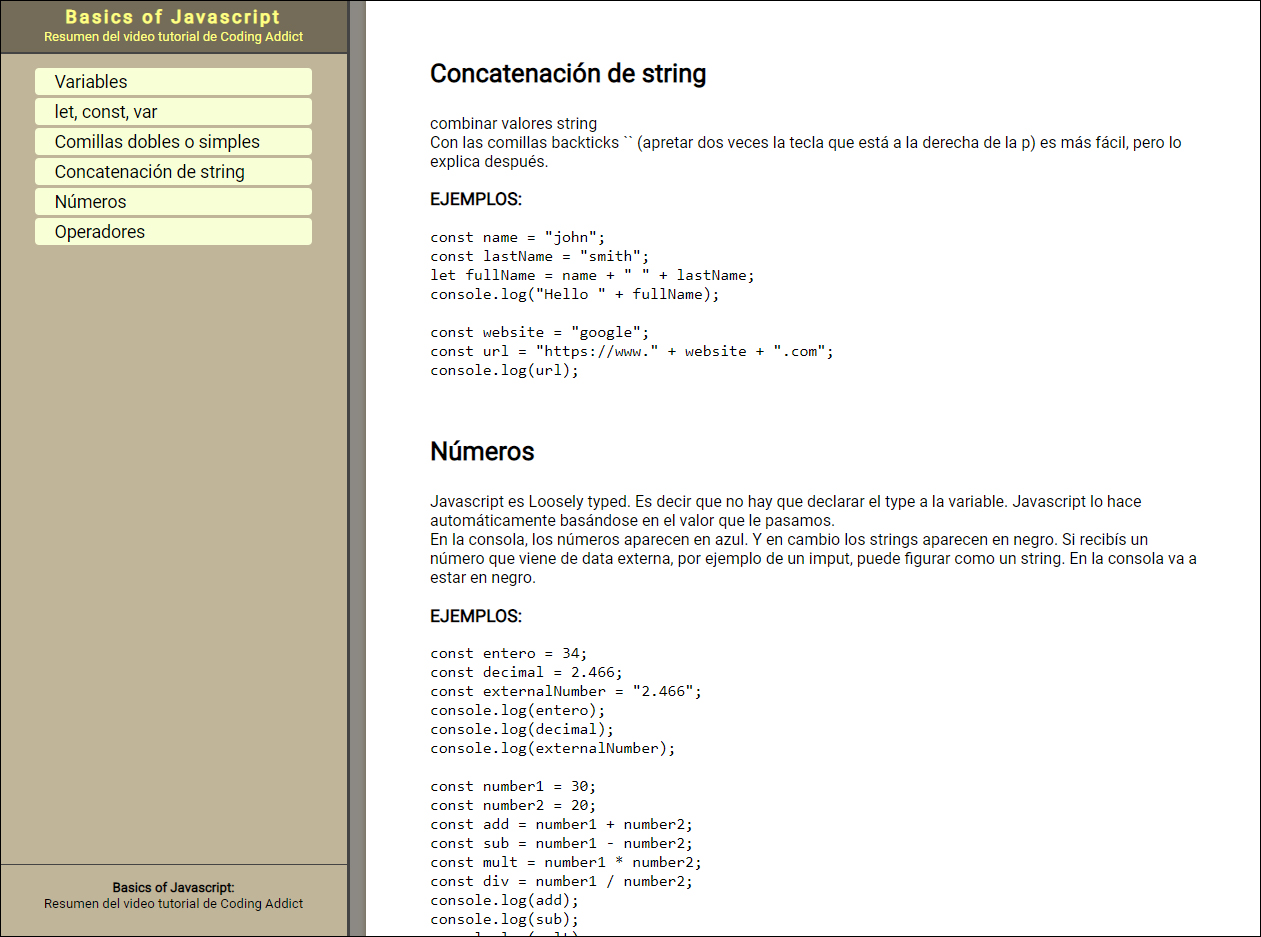 Basics of Javascript
Resumen del video tutorial de Coding Addict
Variables
let, const, var
Comillas dobles o simples
Concatenación de string
Números
Operadores
Basics of Javascript:
Resumen del video tutorial de Coding Addict
Concatenación de string
combinar valores string
Con las comillas backticks `` (apretar dos veces la tecla que está a la derecha de la p) es más fácil, pero lo
explica después.
EJEMPLOS:
const name = "john";
const lastName = "smith";
let fullName = name + " " + lastName;
console.log("Hello " + fullName);
const website = "google";
const url = "https://www." + website + ".com";
console.log(url);
Números
Javascript es Loosely typed. Es decir que no hay que declarar el type a la variable. Javascript lo hace
automáticamente basándose en el valor que le pasamos.
En la consola, los números aparecen en azul. Y en cambio los strings aparecen en negro. Si recibís un
número que viene de data externa, por ejemplo de un imput, puede figurar como un string. En la consola va a
estar en negro.
EJEMPLOS:
const entero = 34;
const decimal = 2.466;
const externalNumber = "2.466";
console.log(entero);
console.log(decimal);
console.log(externalNumber);
const number1 = 30;
const number2 = 20;
const add = number1 + number2;
const sub = number1 - number2;
const mult = number1 * number2;
const div = number1 / number2;
console.log(add);
console.log(sub);